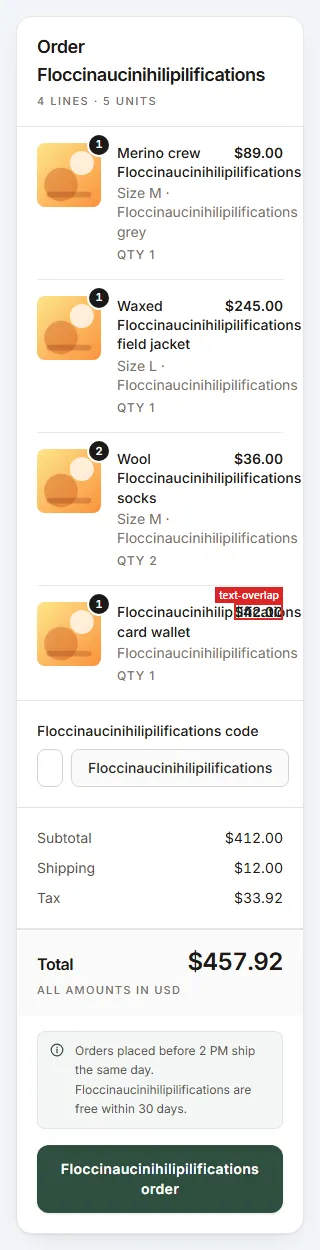 Order
Floccinaucinihilipilifications
4 LINES · 5 UNITS
1
Merino crew $89.00
Floccinaucinihilipilifications
Size M ·
Floccinaucinihilipilifications
grey
QTY 1
1
Waxed $245.00
Floccinaucinihilipilifications
field jacket
Size L ·
Floccinaucinihilipilifications
QTY 1
2
Wool $36.00
Floccinaucinihilipilifications
socks
Size M ·
Floccinaucinihilipilifications
QTY 2
text-overlap
1
Floccinaucinihilipilifications $42.00
card wallet
Floccinaucinihilipilifications
QTY 1
Floccinaucinihilipilifications code
Floccinaucinihilipilifications
Subtotal $412.00
Shipping $12.00
Tax $33.92
Total $457.92
ALL AMOUNTS IN USD
Orders placed before 2 PM ship
the same day.
Floccinaucinihilipilifications are
free within 30 days.
Floccinaucinihilipilifications
order